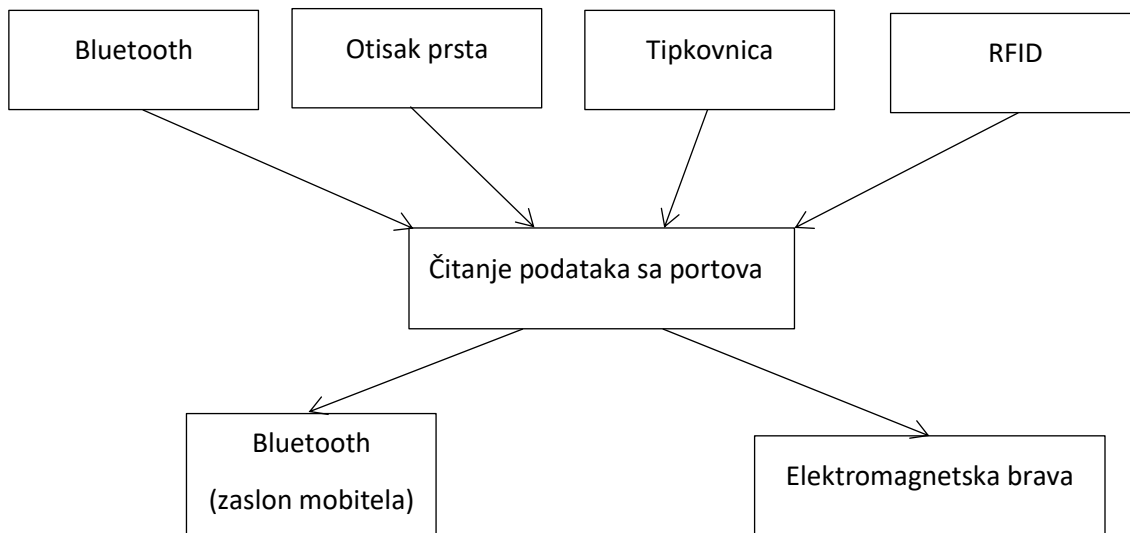 Bluetooth
Otisak prsta
Tipkovnica
RFID
Čitanje podataka sa portova
Bluetooth
(zaslon mobitela)
Elektromagnetska brava